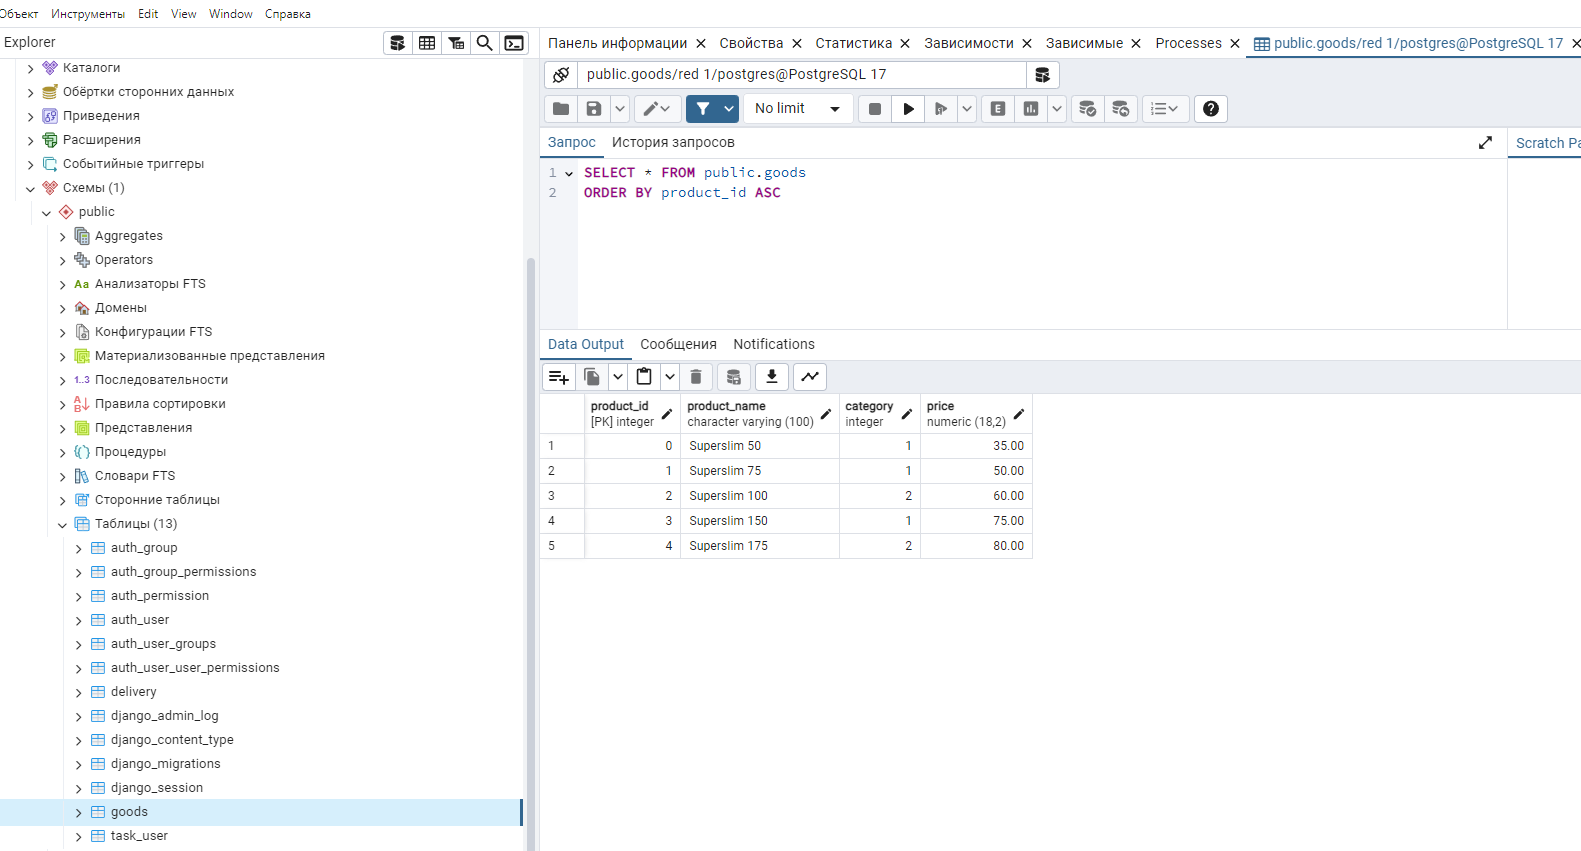 Объект Инструменты Edit View Window Справка
Explorer
Каталоги
Обёртки сторонних данных
Приведения
Расширения
Событийные триггеры
Схемы (1)
public
Aggregates
Operators
Aa Анализаторы FTS
Домены
Конфигурации FTS
Материализованные представления
1..3 Последовательности
Правила сортировки
Представления
Процедуры
Словари FTS
Сторонние таблицы
Таблицы (13)
auth_group
auth_group_permissions
auth_permission
auth_user
auth_user_groups
auth_user_user_permissions
delivery
django_admin_log
django_content_type
django_migrations
django_session
goods
task_user
Панель информации Свойства Статистика Зависимости Зависимые Processes public.goods/red 1/postgres@PostgreSQL 17
public.goods/red 1/postgres@PostgreSQL 17
No limit E ?
Запрос История запросов
Scratch Pa
1 SELECT * FROM public.goods
2 ORDER BY product_id ASC
Data Output Сообщения Notifications
product_id product_name category price
[PK] integer character varying (100) integer numeric (18,2)
1 0 Superslim 50 1 35.00
2 1 Superslim 75 1 50.00
3 2 Superslim 100 2 60.00
4 3 Superslim 150 1 75.00
5 4 Superslim 175 2 80.00